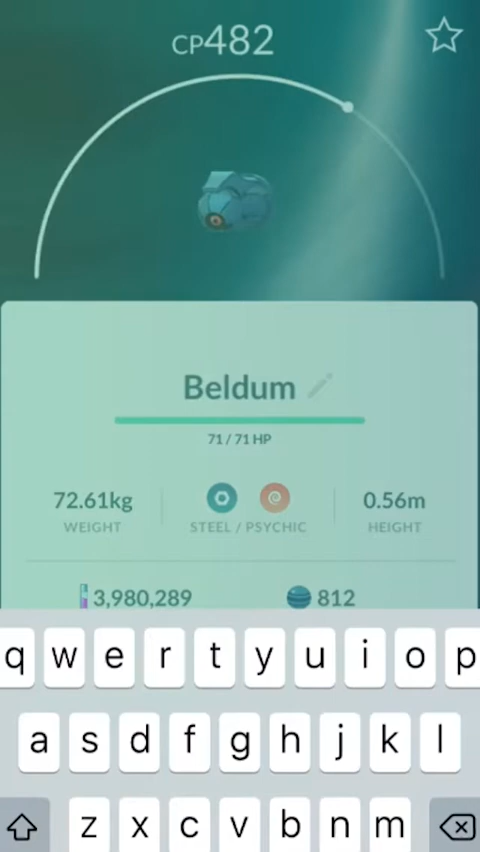 CP482
Beldum
71 / 71 HP
72.61kg
0.56m
WEIGHT
STEEL / PSYCHIC
HEIGHT
3,980,289
812
q w e r t y u i o p
a s d f g h j k l
z x c v b n m